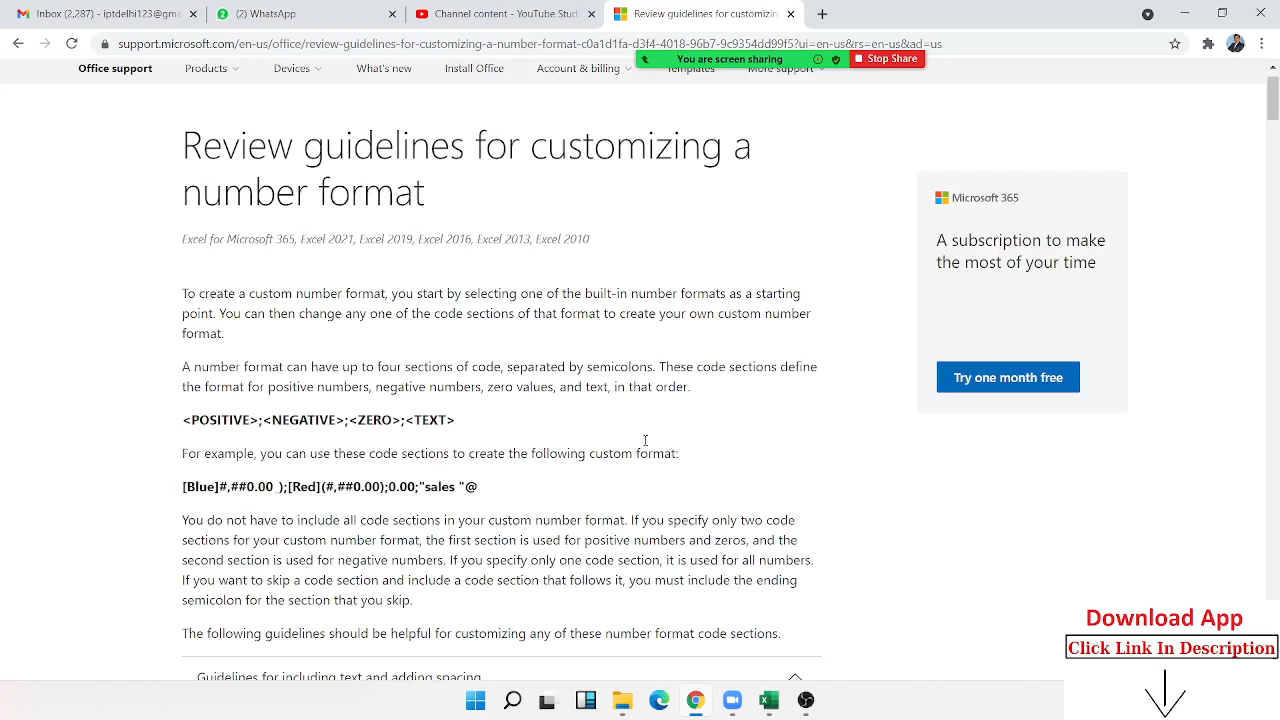 Inbox (2,287) - iptdelhi123@gma
2
WhatsApp
Channel content - YouTube Studi
Review guidelines for customizin
support.microsoft.com/en-us/office/review-guidelines-for-customizing-a-number-format-c0a1d1fa-d3f4-4018-96b7-9c9354dd99f5?ui=en-us&rs=en-us&ad=us
You are screen sharing
Stop Share
Office support
Devices
What's new
Install Office
Account & billing
Templates
More support
Review guidelines for customizing a
number format
Excel for Microsoft 365, Excel 2021, Excel 2019, Excel 2016, Excel 2013, Excel 2010
To create a custom number format, you start by selecting one of the built-in number formats as a starting
point. You can then change any one of the code sections of that format to create your own custom number
format.
A number format can have up to four sections of code, separated by semicolons. These code sections define
the format for positive numbers, negative numbers, zero values, and text, in that order.
<POSITIVE>;<NEGATIVE>;<ZERO>;<TEXT>
For example, you can use these code sections to create the following custom format:
[Blue]#,##0.00_);[Red](#,##0.00);0.00;"sales "@
You do not have to include all code sections in your custom number format. If you specify only two code
sections for your custom number format, the first section is used for positive numbers and zeros, and the
second section is used for negative numbers. If you specify only one code section, it is used for all numbers.
If you want to skip a code section and include a code section that follows it, you must include the ending
semicolon for the section that you skip.
The following guidelines should be helpful for customizing any of these number format code sections.
Guidelines for including text and adding spacing
Microsoft 365
A subscription to make
the most of your time
Try one month free
Download App
Click Link In Description